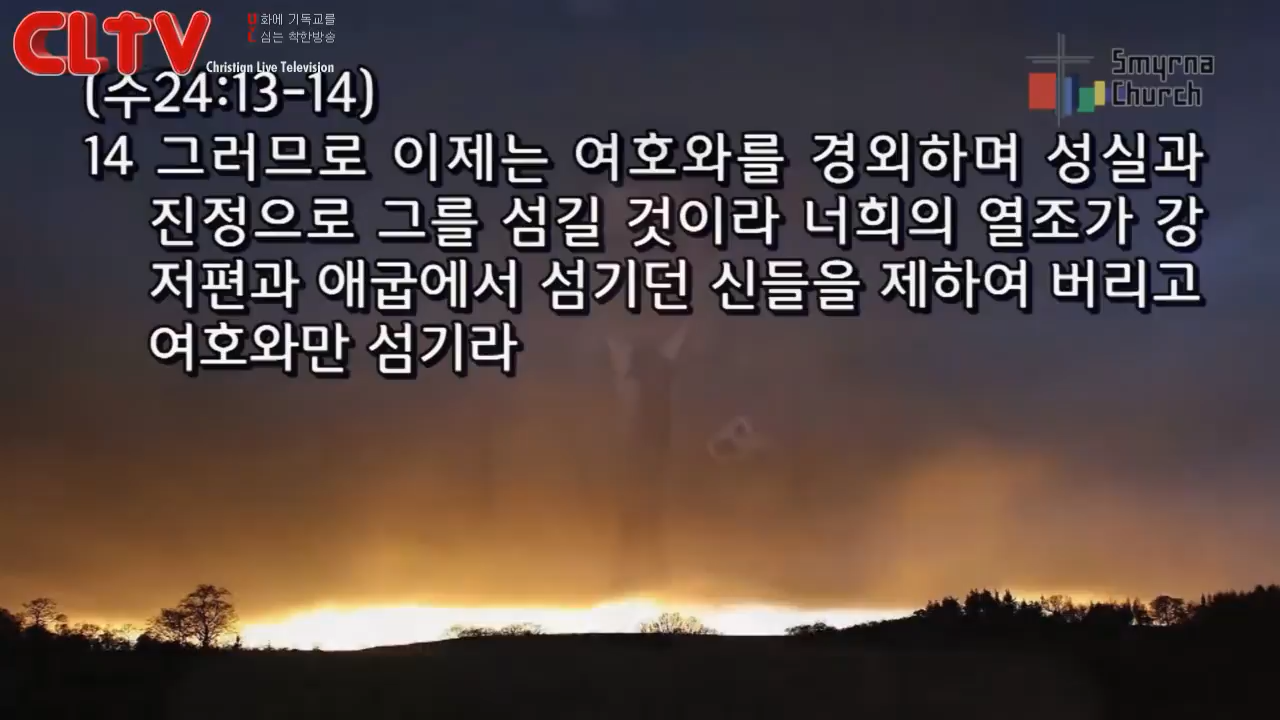 CLTV
문화에 기독교를
심는 착한방송
Christian Live Television
Smyrna
Church
(수24:13-14)
14 그러므로 이제는 여호와를 경외하며 성실과
진정으로 그를 섬길 것이라 너희의 열조가 강
저편과 애굽에서 섬기던 신들을 제하여 버리고
여호와만 섬기라